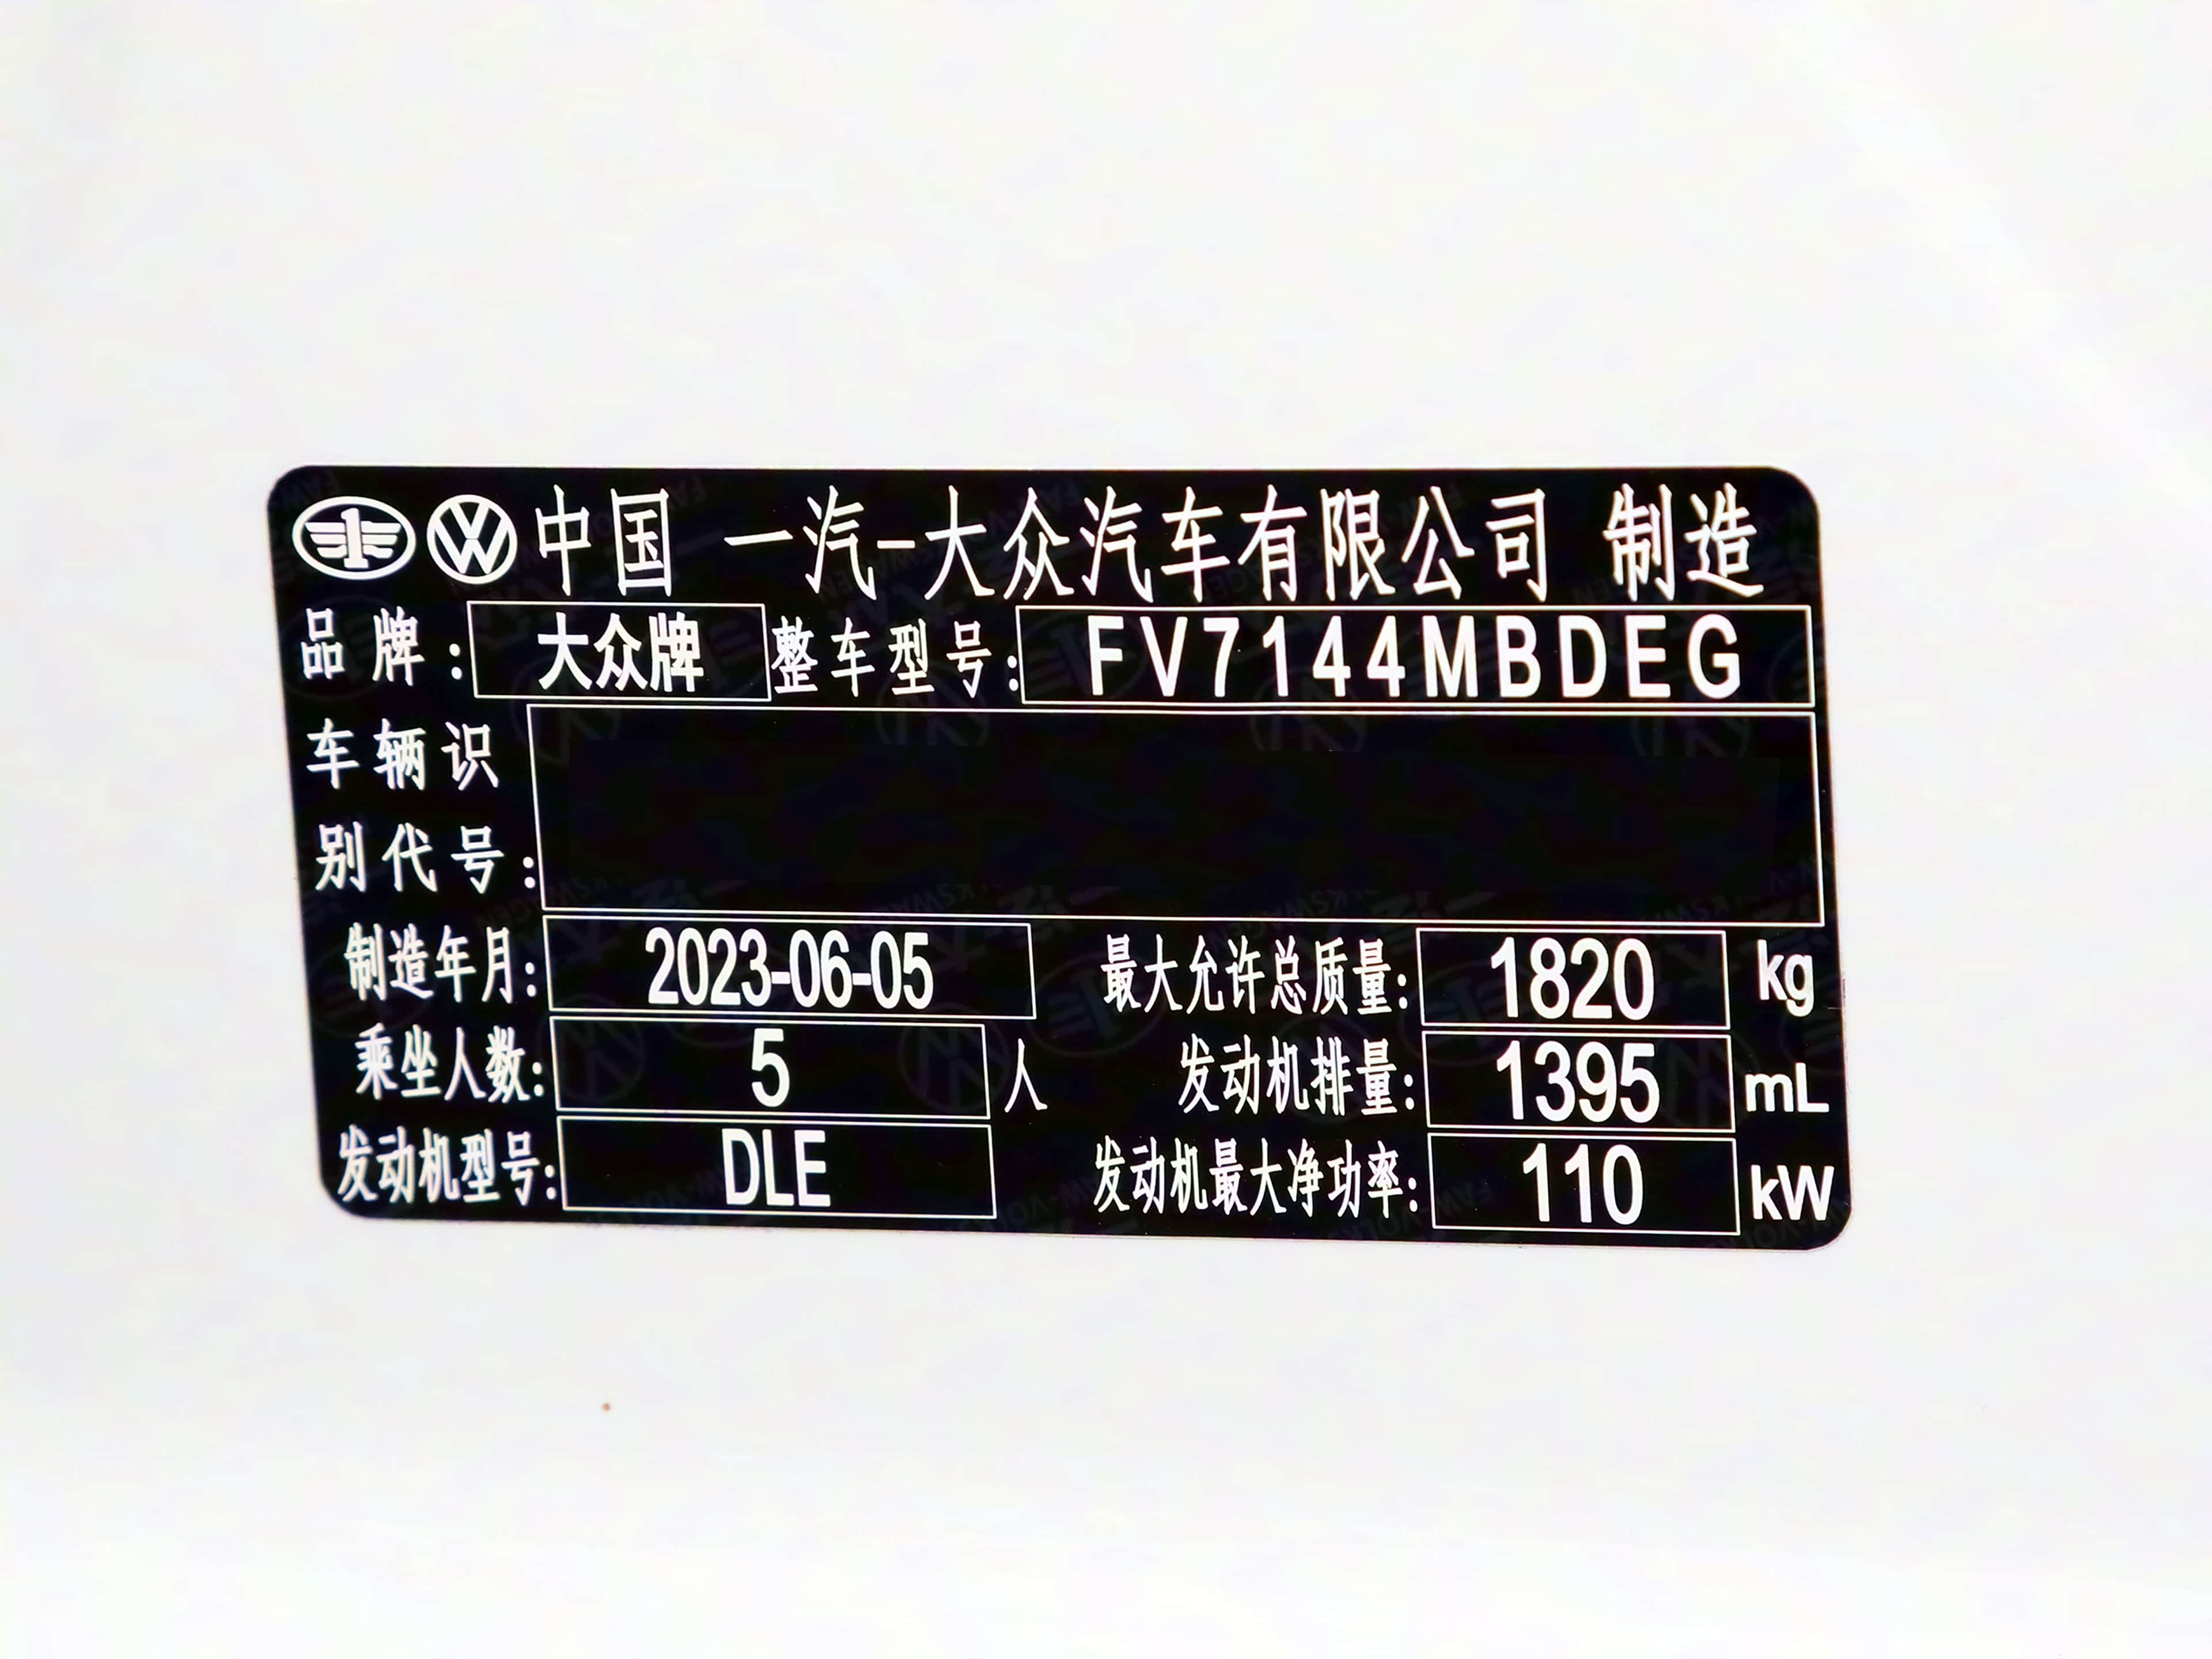 中国 一汽-大众汽车有限公司 制造
品牌: 大众牌 整车型号: FV7144MBDEG
车辆识
别代号:
制造年月: 2023-06-05 最大允许总质量: 1820 kg
乘坐人数: 5 人 发动机排量: 1395 mL
发动机型号: DLE 发动机最大净功率: 110 kW